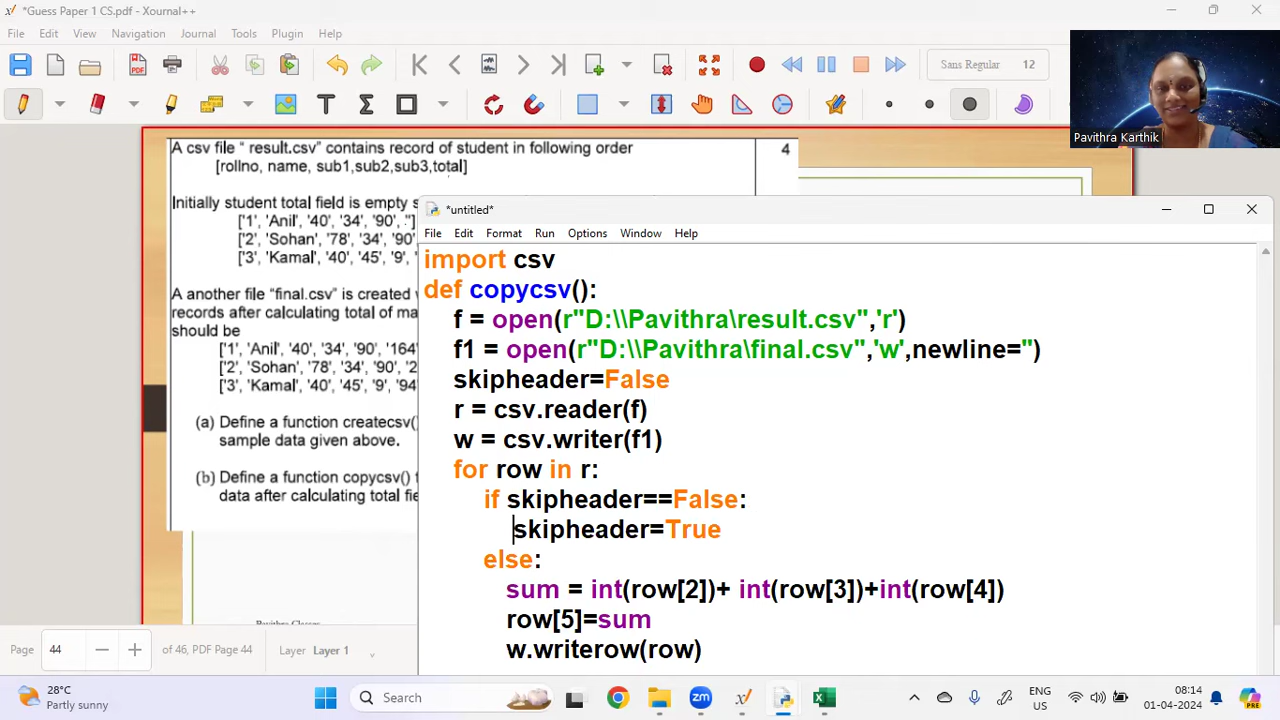 *Guess Paper 1 CS.pdf - Xournal++
File Edit View Navigation Journal Tools Plugin Help
Sans Regular 12
Pavithra Karthik
A csv file “ result.csv” contains record of student in following order
[rollno, name, sub1,sub2,sub3,total]
4
Initially student total field is empty s
['1', 'Anil', '40', '34', '90', '']
['2', 'Sohan', '78', '34', '90'
['3', 'Kamal', '40', '45', '9', '
A another file “final.csv” is created
records after calculating total of ma
should be
['1', 'Anil', '40', '34', '90', '164'
['2', 'Sohan', '78', '34', '90', '2
['3', 'Kamal', '40', '45', '9', '94'
(a) Define a function createcsv()
sample data given above.
(b) Define a function copycsv()
data after calculating total fie
*untitled*
File Edit Format Run Options Window Help
import csv
def copycsv():
f = open(r"D:\\Pavithra\result.csv",'r')
f1 = open(r"D:\\Pavithra\final.csv",'w',newline='')
skipheader=False
r = csv.reader(f)
w = csv.writer(f1)
for row in r:
if skipheader==False:
skipheader=True
else:
sum = int(row[2])+ int(row[3])+int(row[4])
row[5]=sum
w.writerow(row)
Pavithra Classes
Page 44 of 46, PDF Page 44 Layer Layer 1
28°C
Partly sunny
Search
ENG
US
08:14
01-04-2024
PRE